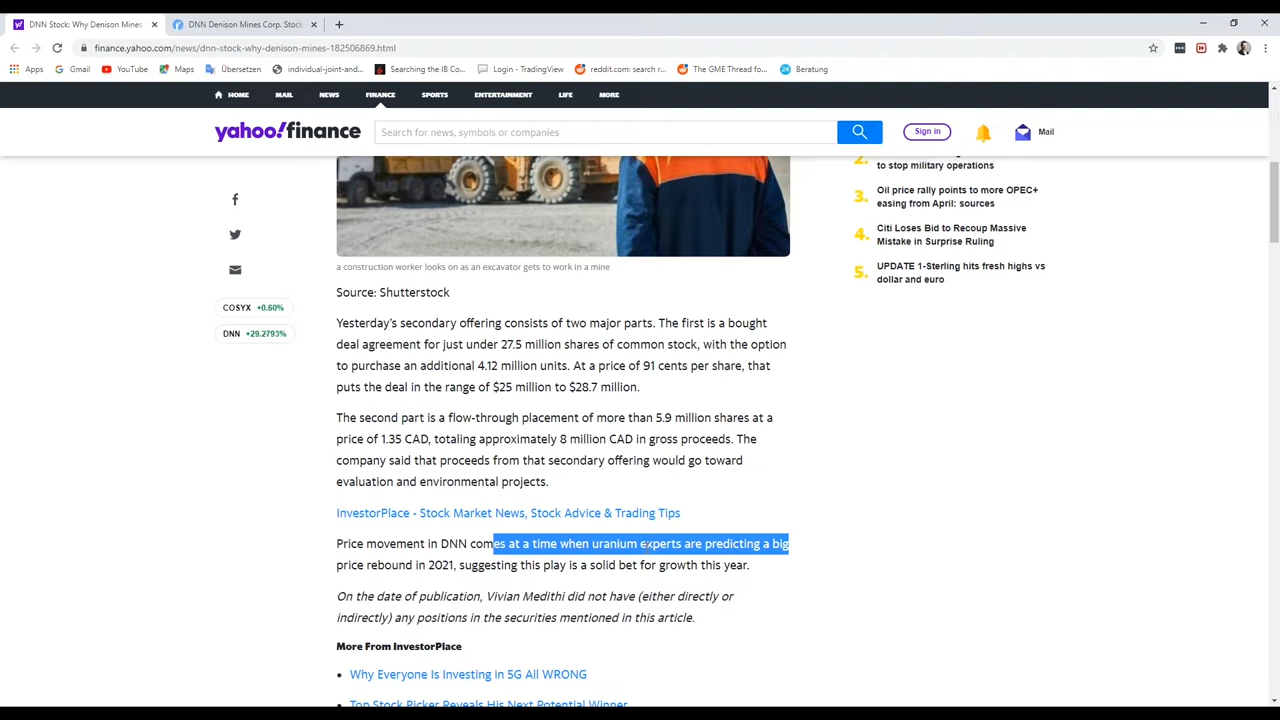 DNN Stock: Why Denison Mines
DNN Denison Mines Corp. Stock
finance.yahoo.com/news/dnn-stock-why-denison-mines-182506869.html
Apps Gmail YouTube Maps Übersetzen individual-joint-and... Searching the IB Co... Login - TradingView reddit.com: search r... The GME Thread fo... Beratung
HOME MAIL NEWS FINANCE SPORTS ENTERTAINMENT LIFE MORE
yahoo!finance
Search for news, symbols or companies
Sign in
Mail
2.
to stop military operations
3. Oil price rally points to more OPEC+
easing from April: sources
4. Citi Loses Bid to Recoup Massive
Mistake in Surprise Ruling
5. UPDATE 1-Sterling hits fresh highs vs
dollar and euro
COSYX +0.60%
DNN +29.2793%
a construction worker looks on as an excavator gets to work in a mine
Source: Shutterstock
Yesterday's secondary offering consists of two major parts. The first is a bought
deal agreement for just under 27.5 million shares of common stock, with the option
to purchase an additional 4.12 million units. At a price of 91 cents per share, that
puts the deal in the range of $25 million to $28.7 million.
The second part is a flow-through placement of more than 5.9 million shares at a
price of 1.35 CAD, totaling approximately 8 million CAD in gross proceeds. The
company said that proceeds from that secondary offering would go toward
evaluation and environmental projects.
InvestorPlace - Stock Market News, Stock Advice & Trading Tips
Price movement in DNN comes at a time when uranium experts are predicting a big
price rebound in 2021, suggesting this play is a solid bet for growth this year.
On the date of publication, Vivian Medithi did not have (either directly or
indirectly) any positions in the securities mentioned in this article.
More From InvestorPlace
• Why Everyone Is Investing in 5G All WRONG
Top Stock Picker Reveals His Next Potential Winner